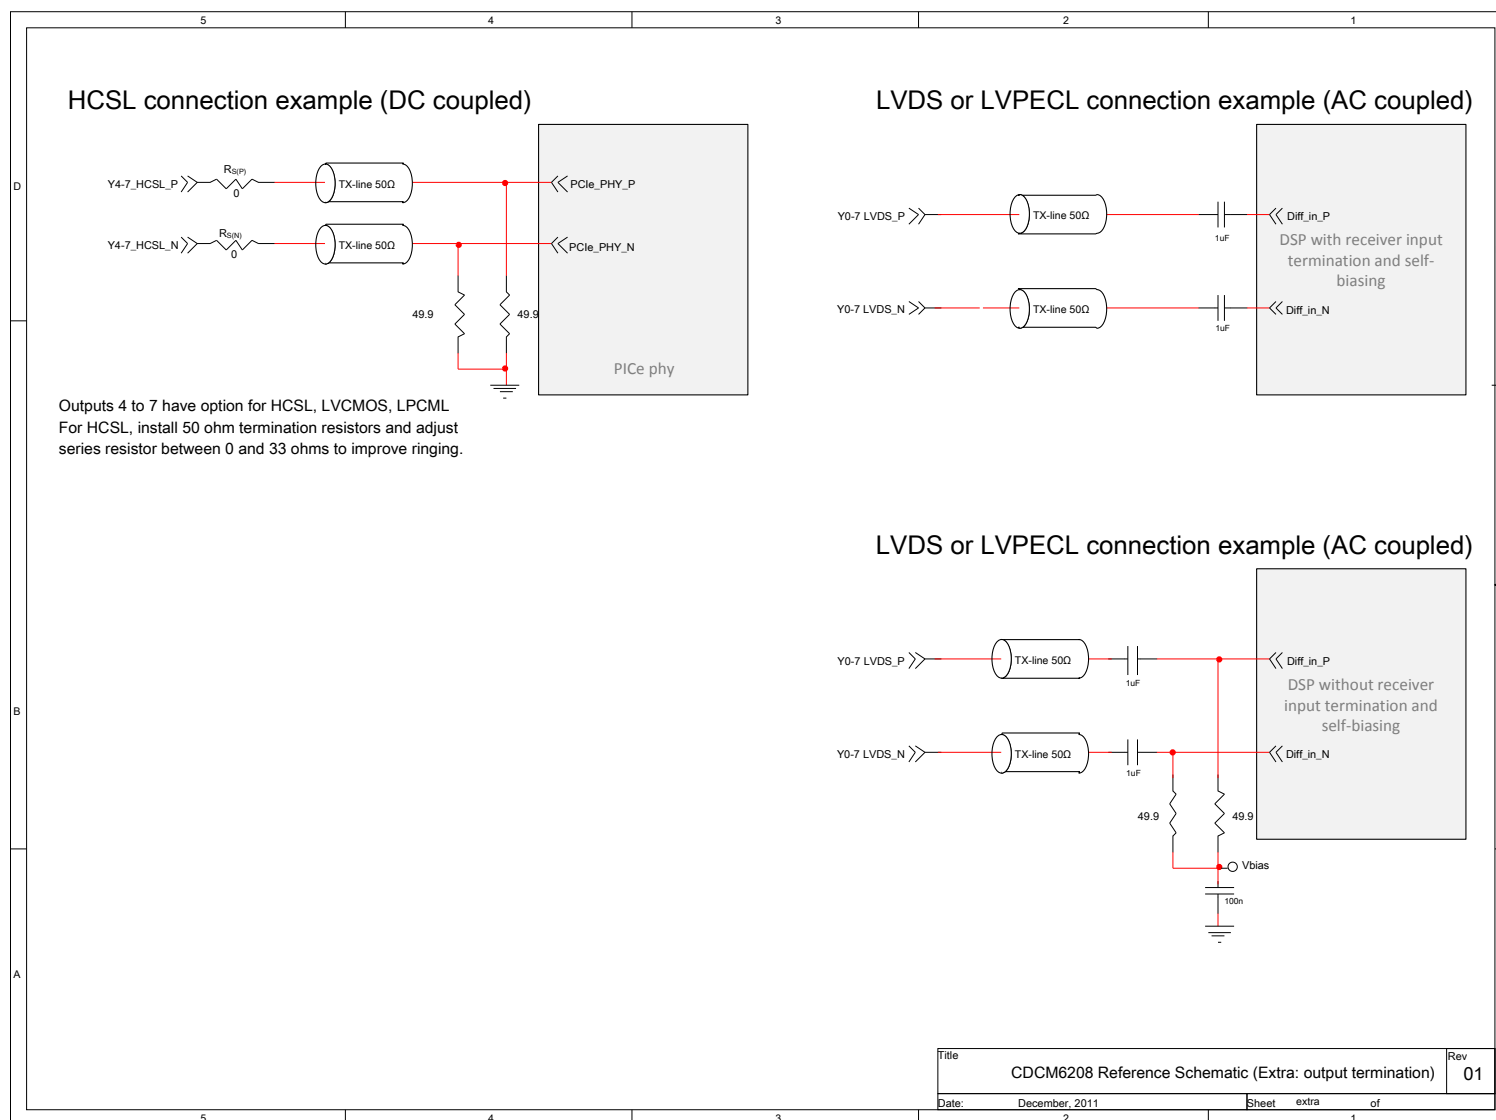 5 4 3 2 1
HCSL connection example (DC coupled)
Y4-7_HCSL_P
RS(P)
0
TX-line 50Ω
PCIe_PHY_P
Y4-7_HCSL_N
RS(N)
0
TX-line 50Ω
PCIe_PHY_N
49.9
49.9
PICe phy
Outputs 4 to 7 have option for HCSL, LVCMOS, LPCML
For HCSL, install 50 ohm termination resistors and adjust
series resistor between 0 and 33 ohms to improve ringing.
LVDS or LVPECL connection example (AC coupled)
Y0-7 LVDS_P
TX-line 50Ω
1uF
Diff_in_P
DSP with receiver input
termination and self-
biasing
Y0-7 LVDS_N
TX-line 50Ω
1uF
Diff_in_N
D
LVDS or LVPECL connection example (AC coupled)
Y0-7 LVDS_P
TX-line 50Ω
1uF
Diff_in_P
DSP without receiver
input termination and
self-biasing
Y0-7 LVDS_N
TX-line 50Ω
1uF
Diff_in_N
49.9
49.9
Vbias
100n
B
A
Title
CDCM6208 Reference Schematic (Extra: output termination)
Rev
01
Date: December, 2011
Sheet extra of
5 4 3 2 1